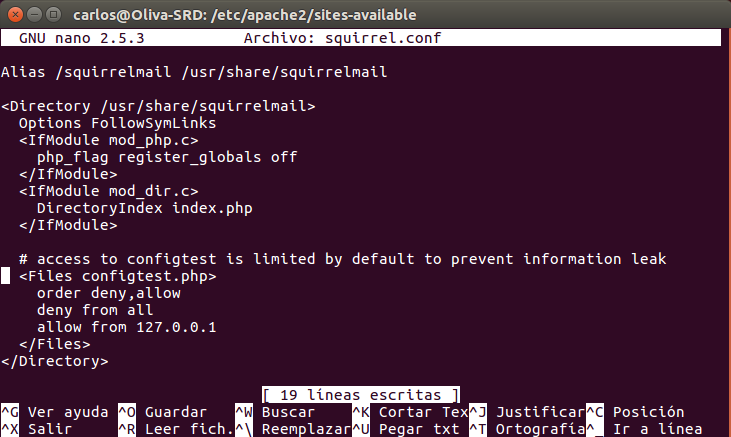 carlos@Oliva-SRD: /etc/apache2/sites-available
GNU nano 2.5.3 Archivo: squirrel.conf
Alias /squirrelmail /usr/share/squirrelmail
<Directory /usr/share/squirrelmail>
  Options FollowSymLinks
  <IfModule mod_php.c>
    php_flag register_globals off
  </IfModule>
  <IfModule mod_dir.c>
    DirectoryIndex index.php
  </IfModule>
  # access to configtest is limited by default to prevent information leak
  <Files configtest.php>
    order deny,allow
    deny from all
    allow from 127.0.0.1
  </Files>
</Directory>
[ 19 líneas escritas ]
^G Ver ayuda ^O Guardar ^W Buscar ^K Cortar Tex^J Justificar^C Posición
^X Salir ^R Leer fich.^\ Reemplazar^U Pegar txt ^T Ortografía^_ Ir a línea